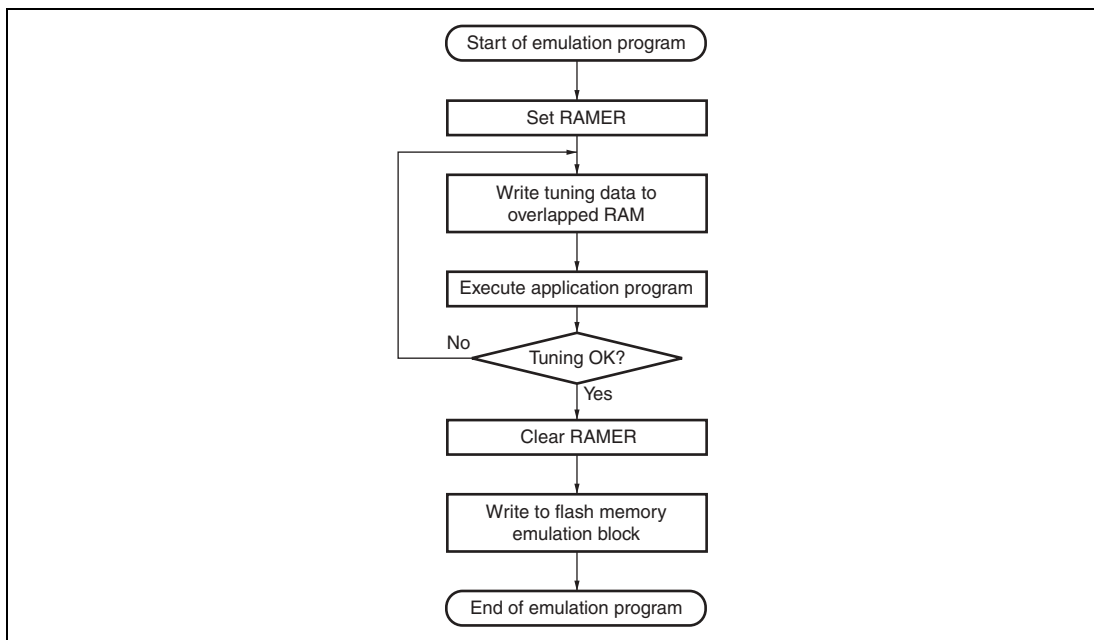 Start of emulation program
Set RAMER
Write tuning data to
overlapped RAM
Execute application program
No
Tuning OK?
Yes
Clear RAMER
Write to flash memory
emulation block
End of emulation program